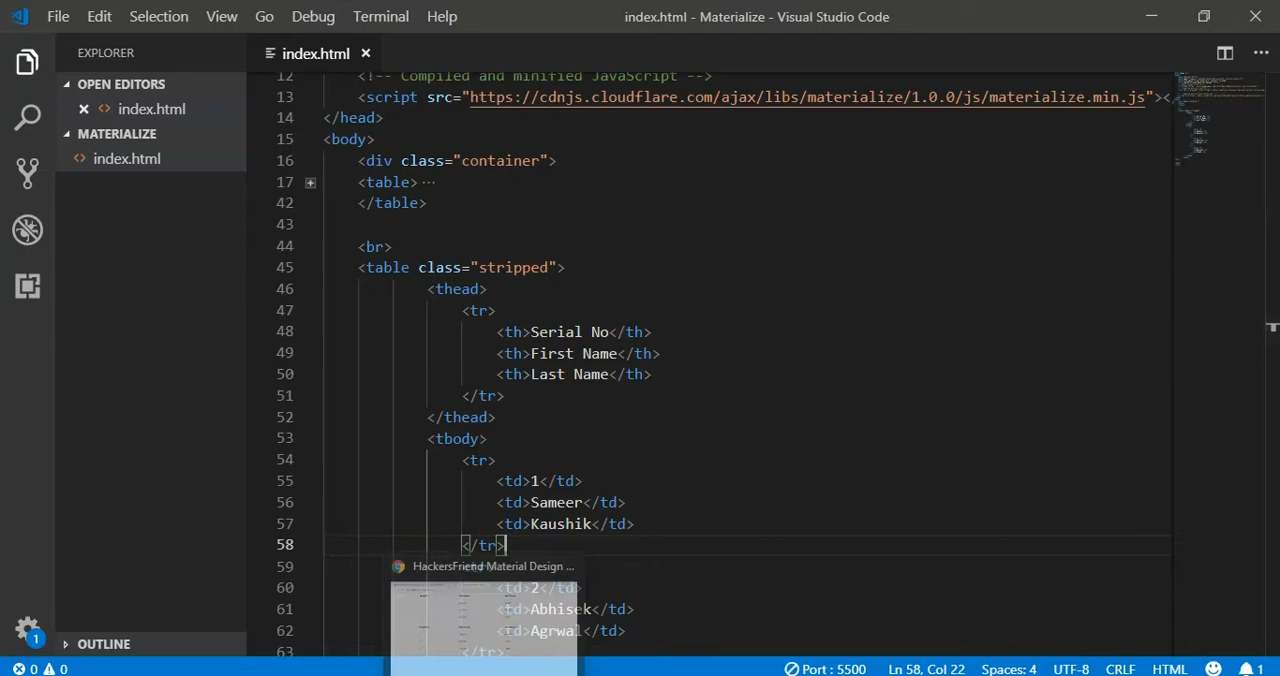 File Edit Selection View Go Debug Terminal Help index.html - Materialize - Visual Studio Code
EXPLORER
OPEN EDITORS
index.html
MATERIALIZE
index.html
OUTLINE
1
index.html
12 <!-- Compiled and minified JavaScript -->
13 <script src="https://cdnjs.cloudflare.com/ajax/libs/materialize/1.0.0/js/materialize.min.js"><
14 </head>
15 <body>
16 <div class="container">
17 <table>···
42 </table>
43
44 <br>
45 <table class="stripped">
46 <thead>
47 <tr>
48 <th>Serial No</th>
49 <th>First Name</th>
50 <th>Last Name</th>
51 </tr>
52 </thead>
53 <tbody>
54 <tr>
55 <td>1</td>
56 <td>Sameer</td>
57 <td>Kaushik</td>
58 </tr>
59
HackersFriend Material Design ...
60 <td>2</td>
61 <td>Abhisek</td>
62 <td>Agrwal</td>
63 </tr>
0 0 Port : 5500 Ln 58, Col 22 Spaces: 4 UTF-8 CRLF HTML 1